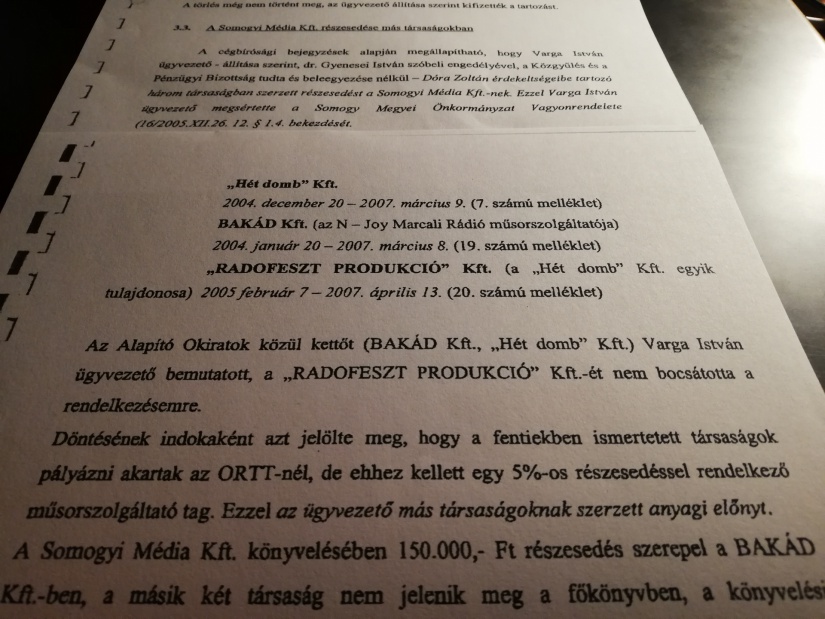 A törlés még nem történt meg, az ügyvezető állítása szerint kifizették a tartozást.
3.3. A Somogyi Média Kft. részesedése más társaságokban
A cégbírósági bejegyzések alapján megállapítható, hogy Varga István
ügyvezető - állítása szerint, dr. Gyenesei István szóbeli engedélyével, a Közgyűlés és a
Pénzügyi Bizottság tudta és beleegyezése nélkül – Dóra Zoltán érdekeltségeibe tartozó
három társaságban szerzett részesedést a Somogyi Média Kft.-nek. Ezzel Varga István
ügyvezető megsértette a Somogy Megyei Önkormányzat Vagyonrendelete
(16/2005.XII.26. 12. § 1.4. bekezdését.
„Hét domb” Kft.
2004. december 20 – 2007. március 9. (7. számú melléklet)
BAKÁD Kft. (az N – Joy Marcali Rádió műsorszolgáltatója)
2004. január 20 – 2007. március 8. (19. számú melléklet)
„RADOFESZT PRODUKCIÓ” Kft. (a „Hét domb” Kft. egyik
tulajdonosa) 2005 február 7 – 2007. április 13. (20. számú melléklet)
Az Alapító Okiratok közül kettőt (BAKÁD Kft., „Hét domb” Kft.) Varga István
ügyvezető bemutatott, a „RADOFESZT PRODUKCIÓ” Kft.-ét nem bocsátotta a
rendelkezésemre.
Döntésének indokaként azt jelölte meg, hogy a fentiekben ismertetett társaságok
pályázni akartak az ORTT-nél, de ehhez kellett egy 5%-os részesedéssel rendelkező
műsorszolgáltató tag. Ezzel az ügyvezető más társaságoknak szerzett anyagi előnyt.
A Somogyi Média Kft. könyvelésében 150.000,- Ft részesedés szerepel a BAKÁD
Kft.-ben, a másik két társaság nem jelenik meg a főkönyvben, a könyvelési